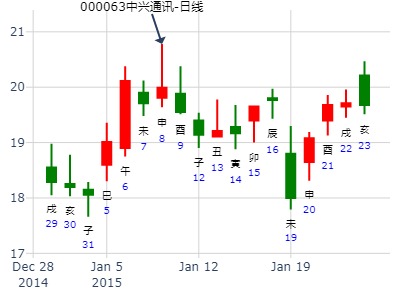 000063中兴通讯-日线
21
20
19
18
17
戌 29
亥 30
子 31
巳 5
午 6
未 7
申 8
酉 9
子 12
丑 13
寅 14
卯 15
辰 16
未 19
申 20
酉 21
戌 22
亥 23
Dec 28 Jan 5 Jan 12 Jan 19
2014 2015